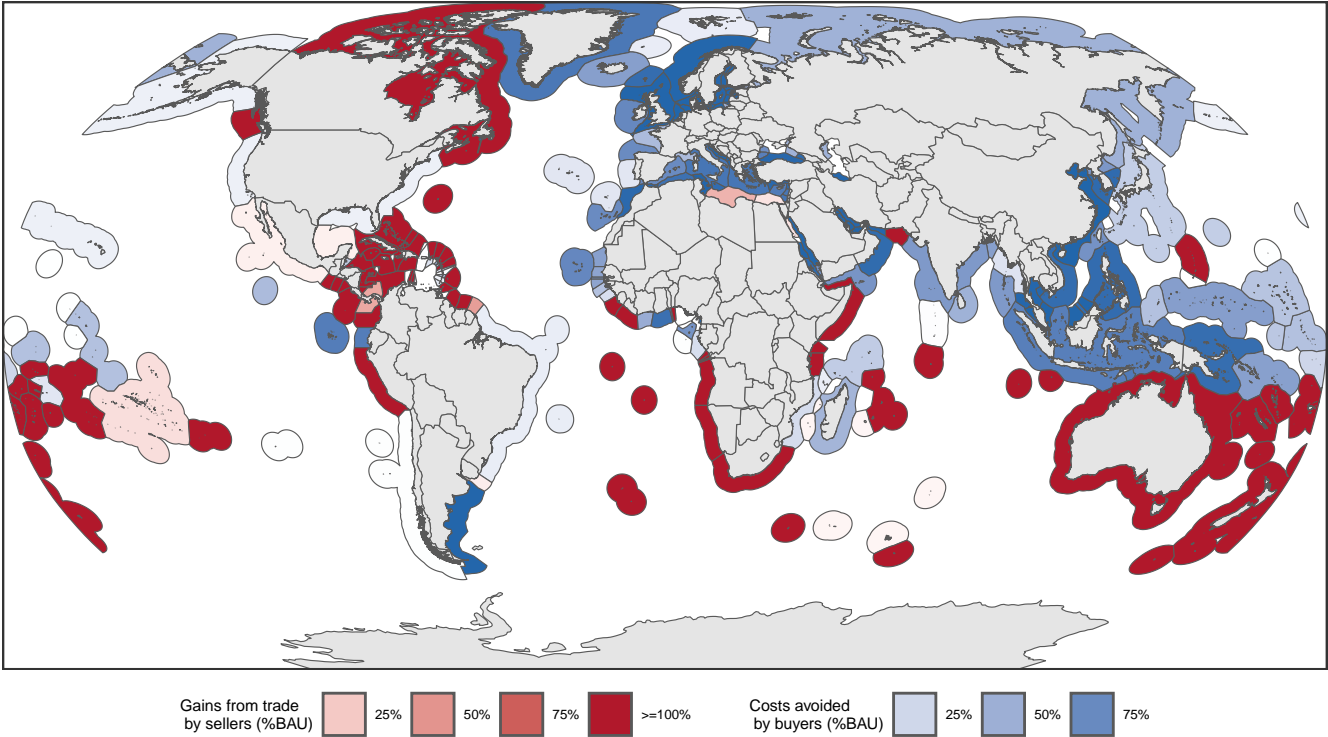 Gains from trade
by sellers (%BAU)
25%
50%
75%
>=100%
Costs avoided
by buyers (%BAU)
25%
50%
75%